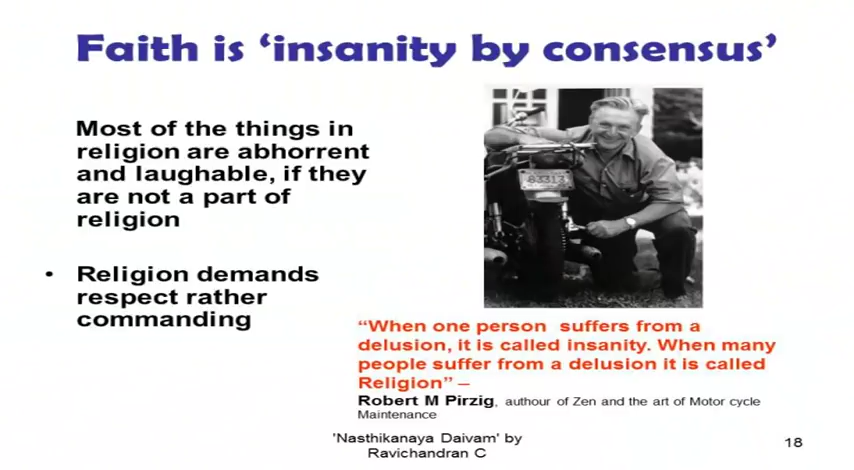 Faith is ‘insanity by consensus’
Most of the things in
religion are abhorrent
and laughable, if they
are not a part of
religion
• Religion demands
respect rather
commanding
83313
“When one person suffers from a
delusion, it is called insanity. When many
people suffer from a delusion it is called
Religion” –
Robert M Pirzig, authour of Zen and the art of Motor cycle
Maintenance
'Nasthikanaya Daivam' by
Ravichandran C
18